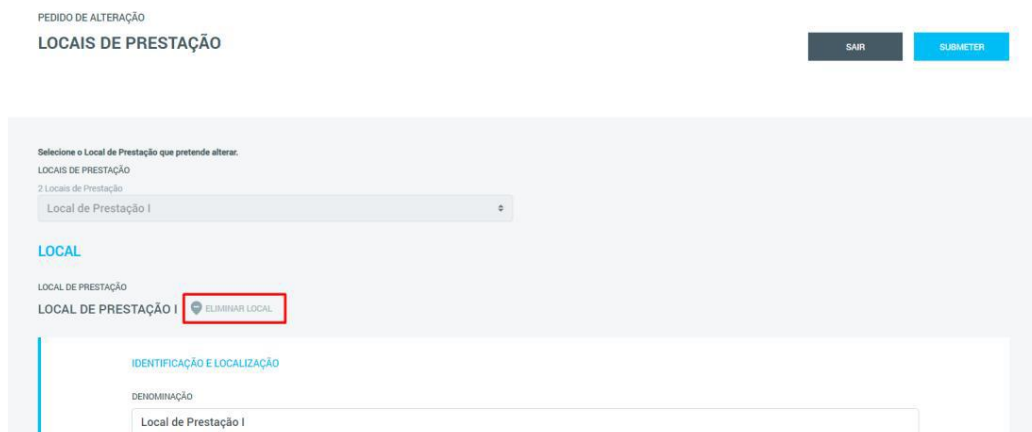 PEDIDO DE ALTERAÇÃO
LOCAIS DE PRESTAÇÃO
SAIR
SUBMETER
Selecione o Local de Prestação que pretende alterar.
LOCAIS DE PRESTAÇÃO
2 Locais de Prestação
Local de Prestação I
LOCAL
LOCAL DE PRESTAÇÃO
LOCAL DE PRESTAÇÃO I ELIMINAR LOCAL
IDENTIFICAÇÃO E LOCALIZAÇÃO
DENOMINAÇÃO
Local de Prestação I